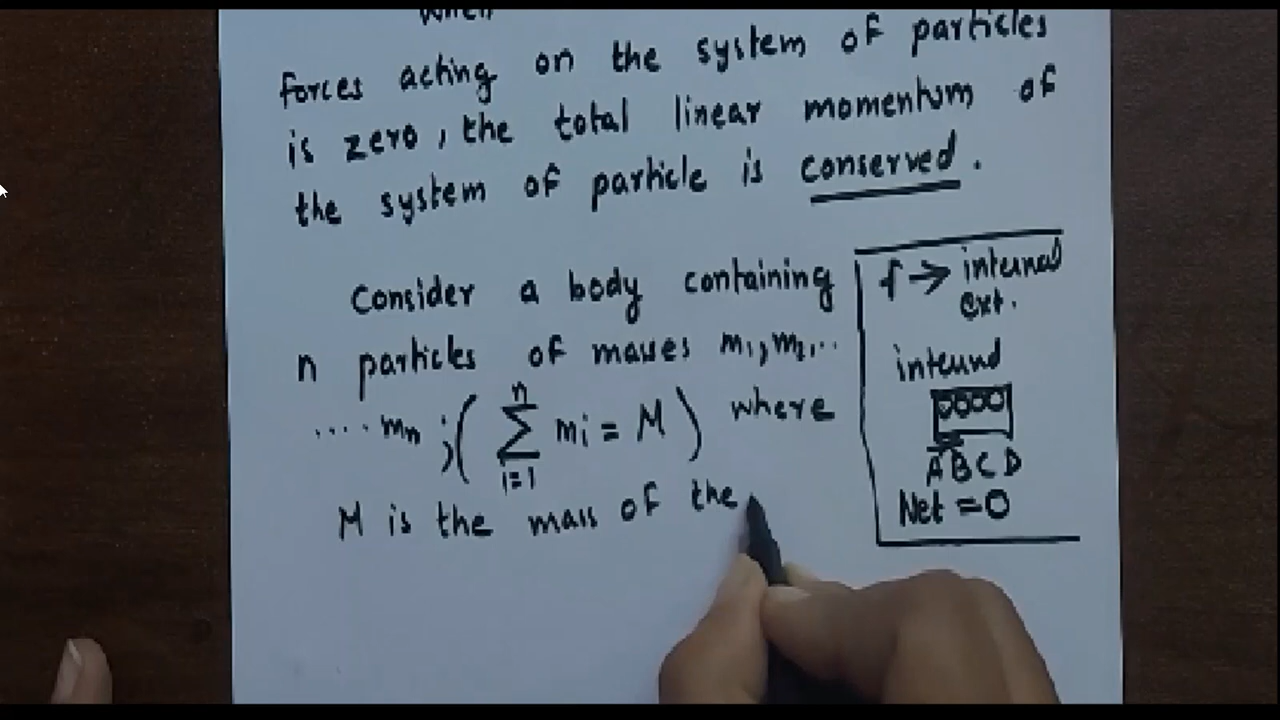 When
forces acting on the system of particles
is zero, the total linear momentum of
the system of particle is conserved.
Consider a body containing
n particles of masses m₁, m₂, ..
.... mₙ ; ( n∑i=1 mi = M ) where
M is the mass of the
f → internal
ext.
internal
A B C D
Net = 0